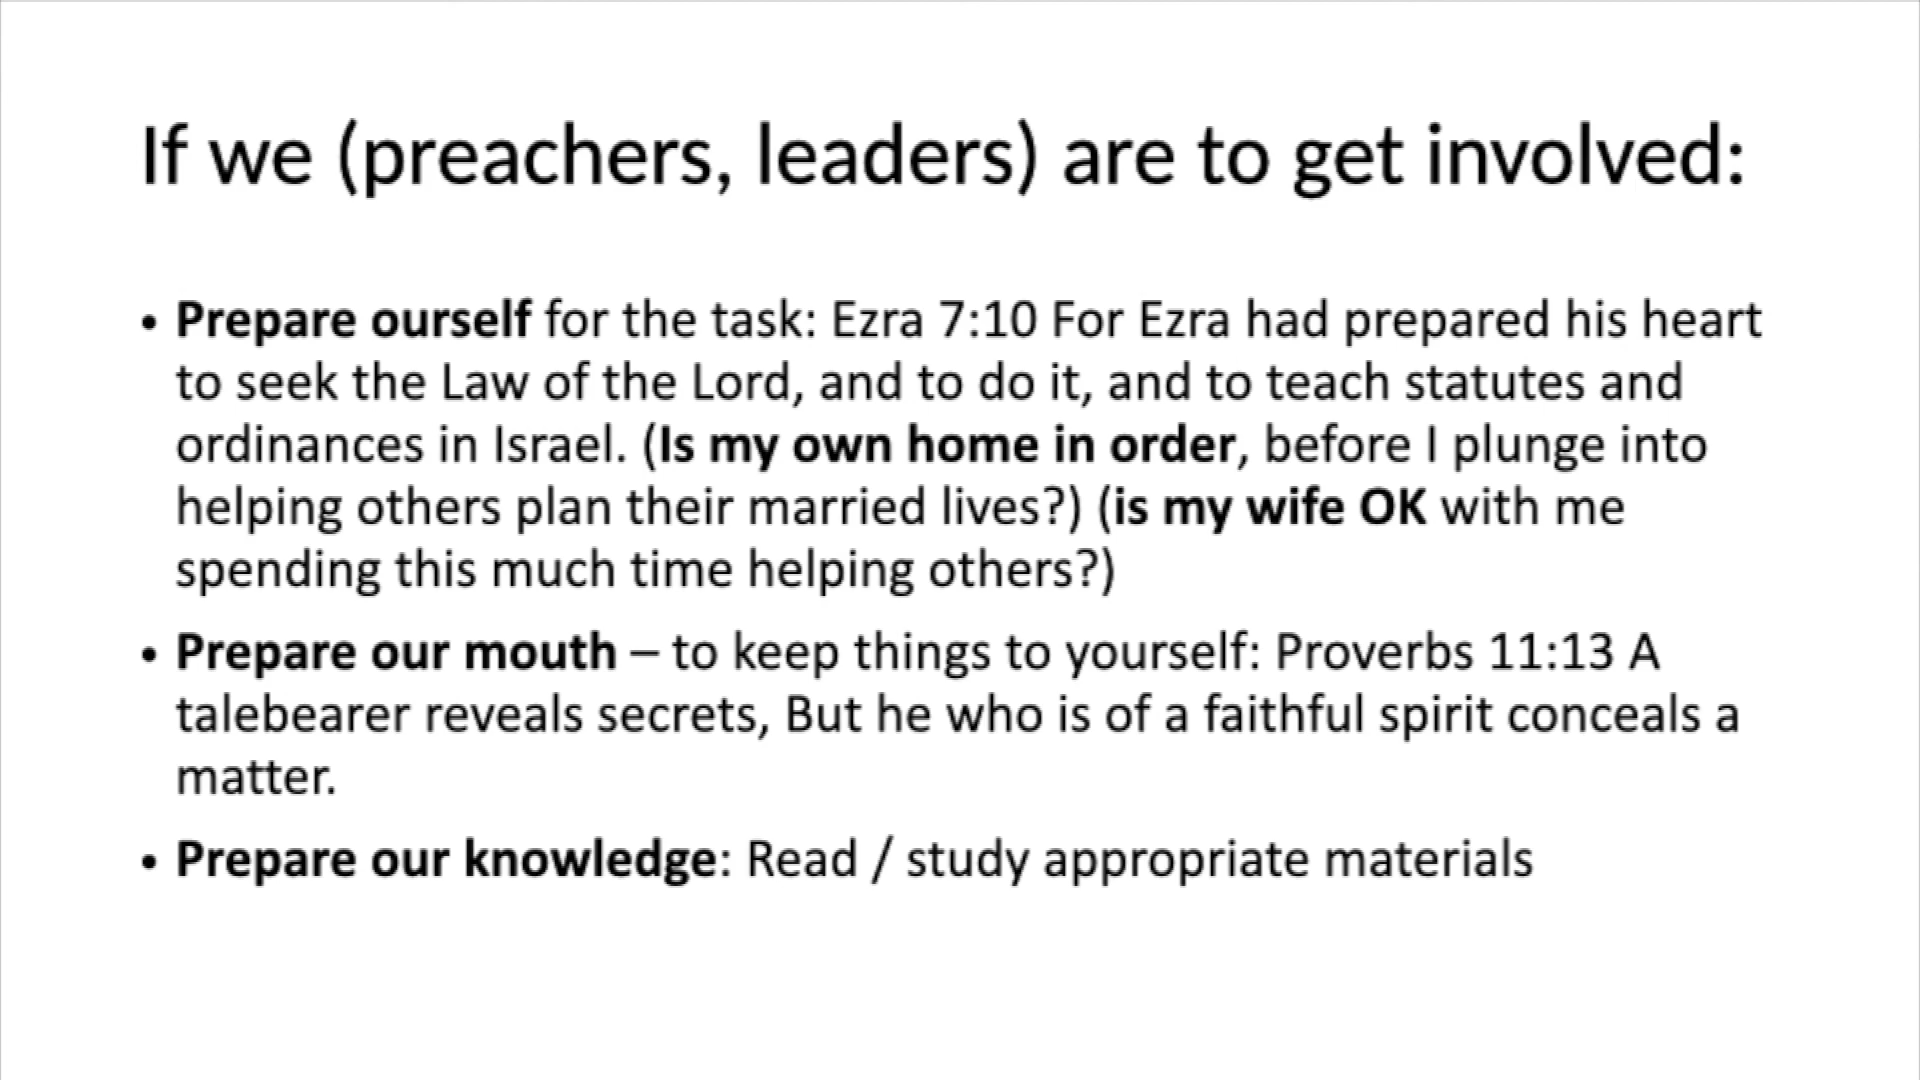 If we (preachers, leaders) are to get involved:
• Prepare ourself for the task: Ezra 7:10 For Ezra had prepared his heart
to seek the Law of the Lord, and to do it, and to teach statutes and
ordinances in Israel. (Is my own home in order, before I plunge into
helping others plan their married lives?) (is my wife OK with me
spending this much time helping others?)
• Prepare our mouth – to keep things to yourself: Proverbs 11:13 A
talebearer reveals secrets, But he who is of a faithful spirit conceals a
matter.
• Prepare our knowledge: Read / study appropriate materials